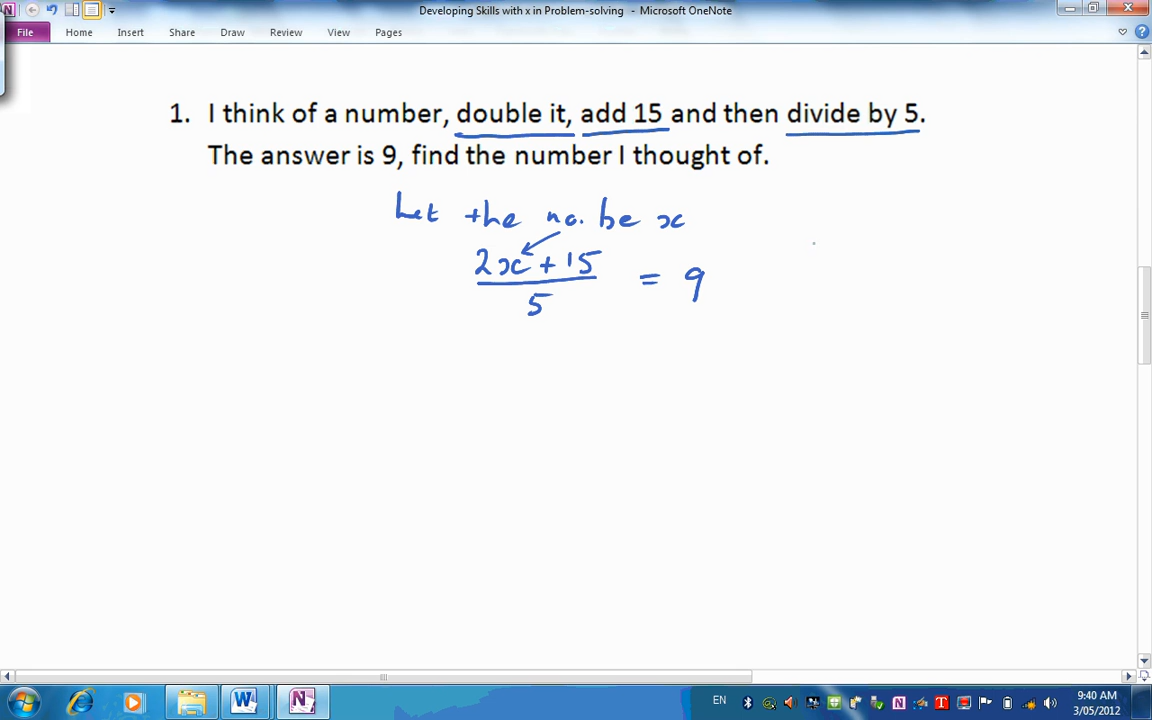 Developing Skills with x in Problem-solving - Microsoft OneNote
File Home Insert Share Draw Review View Pages
1. I think of a number, double it, add 15 and then divide by 5.
The answer is 9, find the number I thought of.
Let the no. be x
2x + 15
5
= 9
EN
9:40 AM
3/05/2012